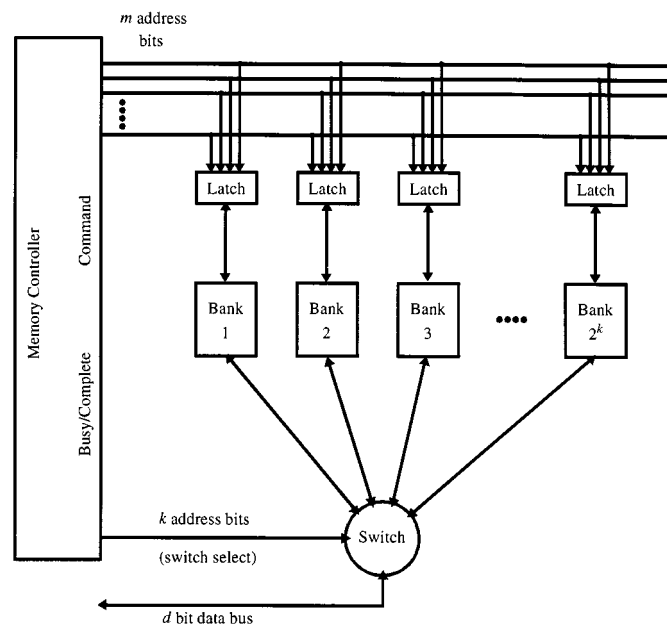 m address
bits
Latch
Latch
Latch
Latch
Command
Memory Controller
Bank
1
Bank
2
Bank
3
Bank
2^k
Busy/Complete
k address bits
(switch select)
Switch
d bit data bus